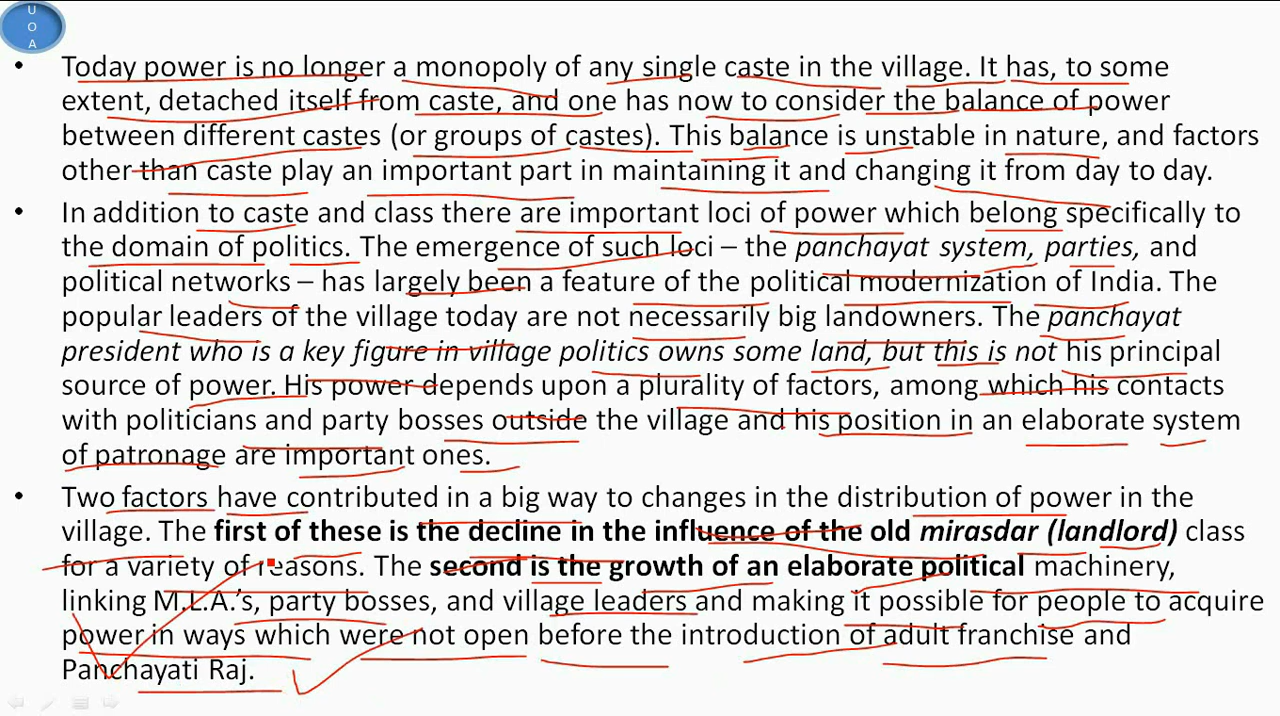 U
O
A
• Today power is no longer a monopoly of any single caste in the village. It has, to some
extent, detached itself from caste, and one has now to consider the balance of power
between different castes (or groups of castes). This balance is unstable in nature, and factors
other than caste play an important part in maintaining it and changing it from day to day.
• In addition to caste and class there are important loci of power which belong specifically to
the domain of politics. The emergence of such loci – the panchayat system, parties, and
political networks – has largely been a feature of the political modernization of India. The
popular leaders of the village today are not necessarily big landowners. The panchayat
president who is a key figure in village politics owns some land, but this is not his principal
source of power. His power depends upon a plurality of factors, among which his contacts
with politicians and party bosses outside the village and his position in an elaborate system
of patronage are important ones.
• Two factors have contributed in a big way to changes in the distribution of power in the
village. The first of these is the decline in the influence of the old mirasdar (landlord) class
for a variety of reasons. The second is the growth of an elaborate political machinery,
linking M.L.A.'s, party bosses, and village leaders and making it possible for people to acquire
power in ways which were not open before the introduction of adult franchise and
Panchayati Raj.